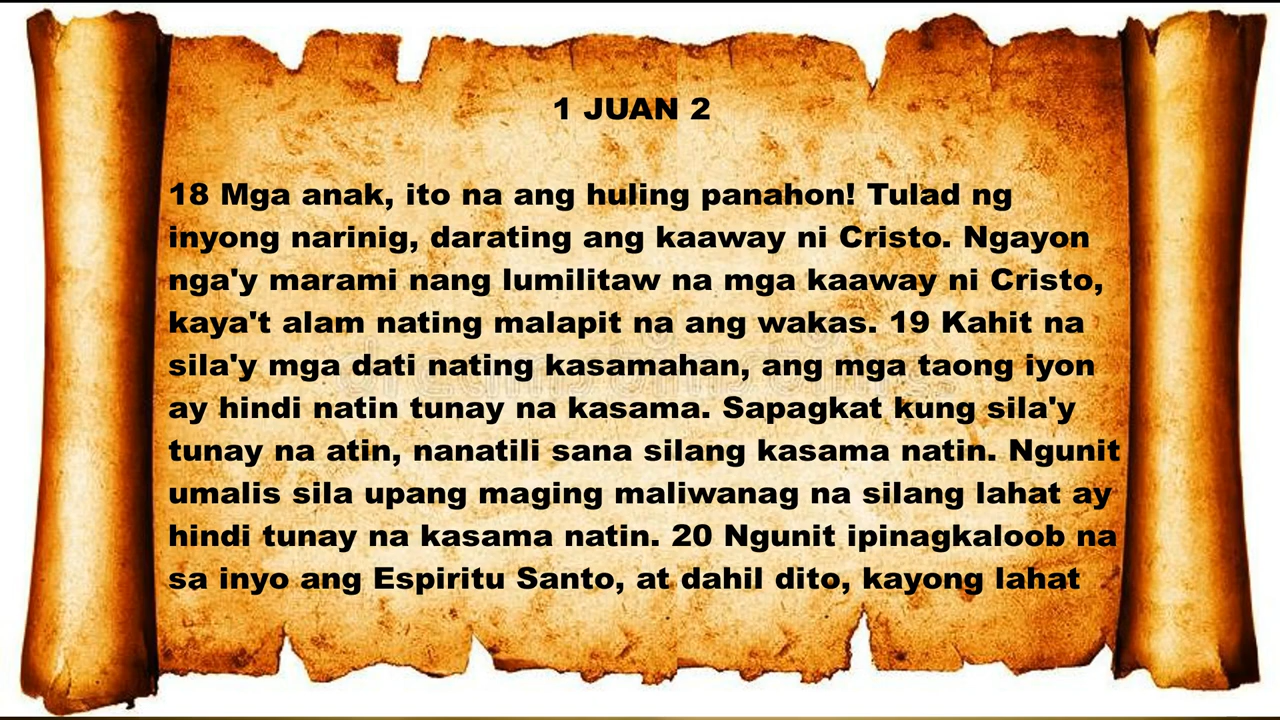 1 JUAN 2
18 Mga anak, ito na ang huling panahon! Tulad ng
inyong narinig, darating ang kaaway ni Cristo. Ngayon
nga'y marami nang lumilitaw na mga kaaway ni Cristo,
kaya't alam nating malapit na ang wakas. 19 Kahit na
sila'y mga dati nating kasamahan, ang mga taong iyon
ay hindi natin tunay na kasama. Sapagkat kung sila'y
tunay na atin, nanatili sana silang kasama natin. Ngunit
umalis sila upang maging maliwanag na silang lahat ay
hindi tunay na kasama natin. 20 Ngunit ipinagkaloob na
sa inyo ang Espiritu Santo, at dahil dito, kayong lahat